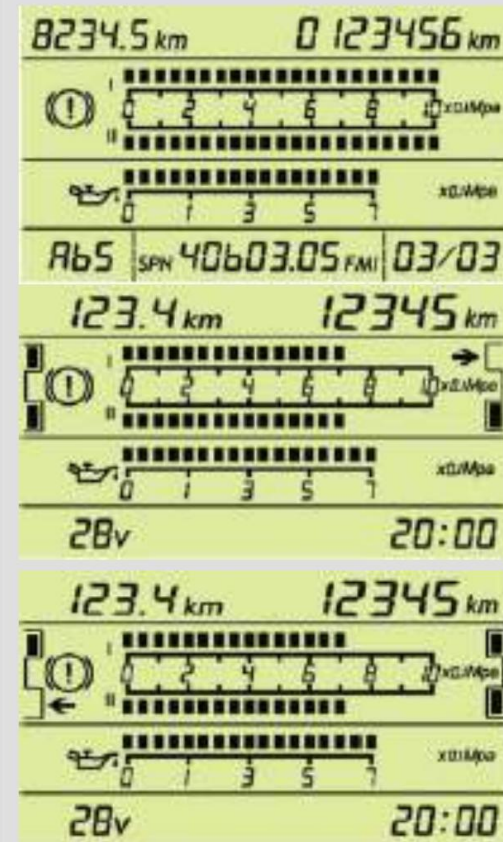 8234.5 km 0123456 km
I
0 2 4 6 8 10 x0.1Mpa
II
x0.1Mpa
0 1 3 5 7
AbS SPN 40b03.05 FMI 03/03
123.4 km 12345 km
I
0 2 4 6 8 10 x0.1Mpa
II
x0.1Mpa
0 1 3 5 7
28v 20:00
123.4 km 12345 km
I
0 2 4 6 8 10 x0.1Mpa
II
x0.1Mpa
0 1 3 5 7
28v 20:00